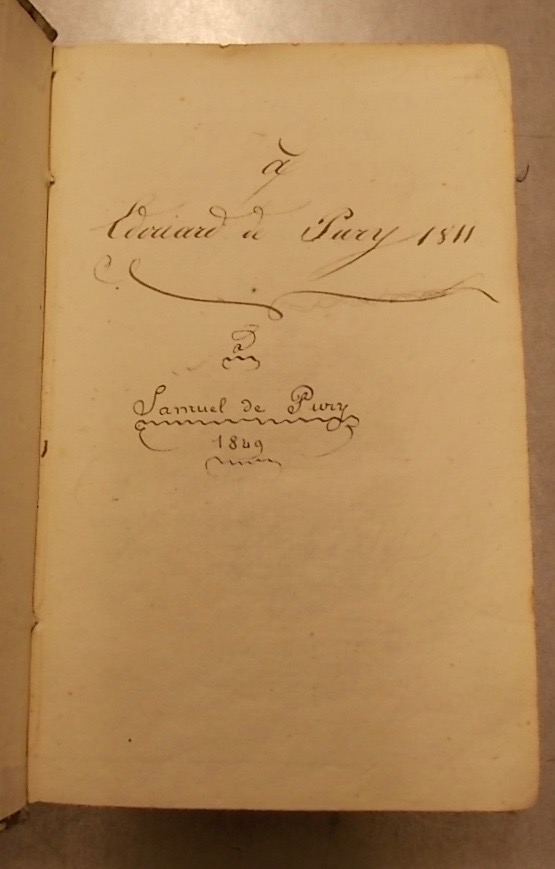 à
Edouard de Pury 1811
à
Samuel de Pury
1849